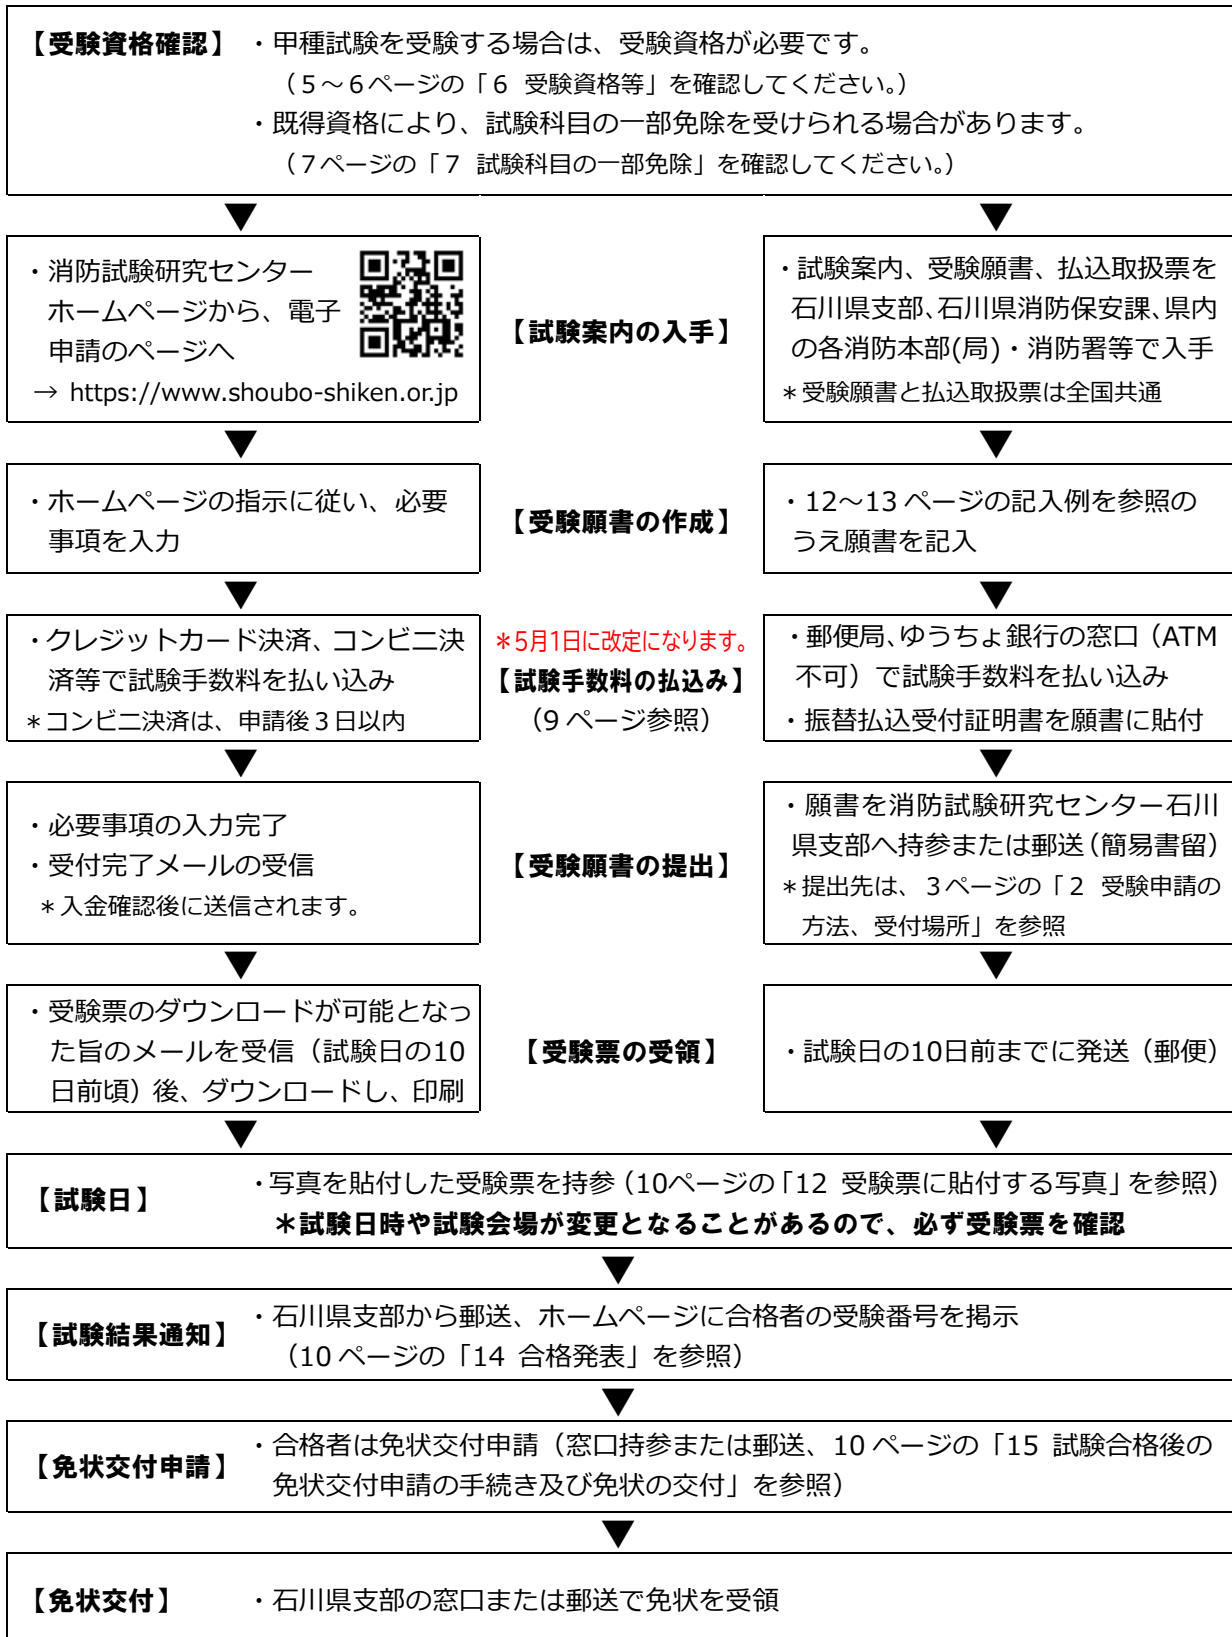 【受験資格確認】 ・甲種試験を受験する場合は、受験資格が必要です。
（５～６ページの「６ 受験資格等」を確認してください。）
・既得資格により、試験科目の一部免除を受けられる場合があります。
（７ページの「７ 試験科目の一部免除」を確認してください。）
▼ ▼
・消防試験研究センター
ホームページから、電子
申請のページへ
→ https://www.shoubo-shiken.or.jp
【試験案内の入手】
・試験案内、受験願書、払込取扱票を
石川県支部、石川県消防保安課、県内
の各消防本部(局)・消防署等で入手
＊受験願書と払込取扱票は全国共通
▼ ▼
・ホームページの指示に従い、必要
事項を入力
【受験願書の作成】
・12～13 ページの記入例を参照の
うえ願書を記入
▼ ▼
・クレジットカード決済、コンビニ決
済等で試験手数料を払い込み
＊コンビニ決済は、申請後３日以内
＊5月1日に改定になります。
【試験手数料の払込み】
（9 ページ参照）
・郵便局、ゆうちょ銀行の窓口（ATM
不可）で試験手数料を払い込み
・振替払込受付証明書を願書に貼付
▼ ▼
・必要事項の入力完了
・受付完了メールの受信
＊入金確認後に送信されます。
【受験願書の提出】
・願書を消防試験研究センター石川
県支部へ持参または郵送（簡易書留）
＊提出先は、３ページの「２ 受験申請の
方法、受付場所」を参照
▼ ▼
・受験票のダウンロードが可能となっ
た旨のメールを受信（試験日の10
日前頃）後、ダウンロードし、印刷
【受験票の受領】
・試験日の10日前までに発送（郵便）
▼ ▼
【試験日】 ・写真を貼付した受験票を持参（10ページの「12 受験票に貼付する写真」を参照）
＊試験日時や試験会場が変更となることがあるので、必ず受験票を確認
▼
【試験結果通知】 ・石川県支部から郵送、ホームページに合格者の受験番号を掲示
（10 ページの「14 合格発表」を参照）
▼
【免状交付申請】 ・合格者は免状交付申請（窓口持参または郵送、10 ページの「15 試験合格後の
免状交付申請の手続き及び免状の交付」を参照）
▼
【免状交付】 ・石川県支部の窓口または郵送で免状を受領